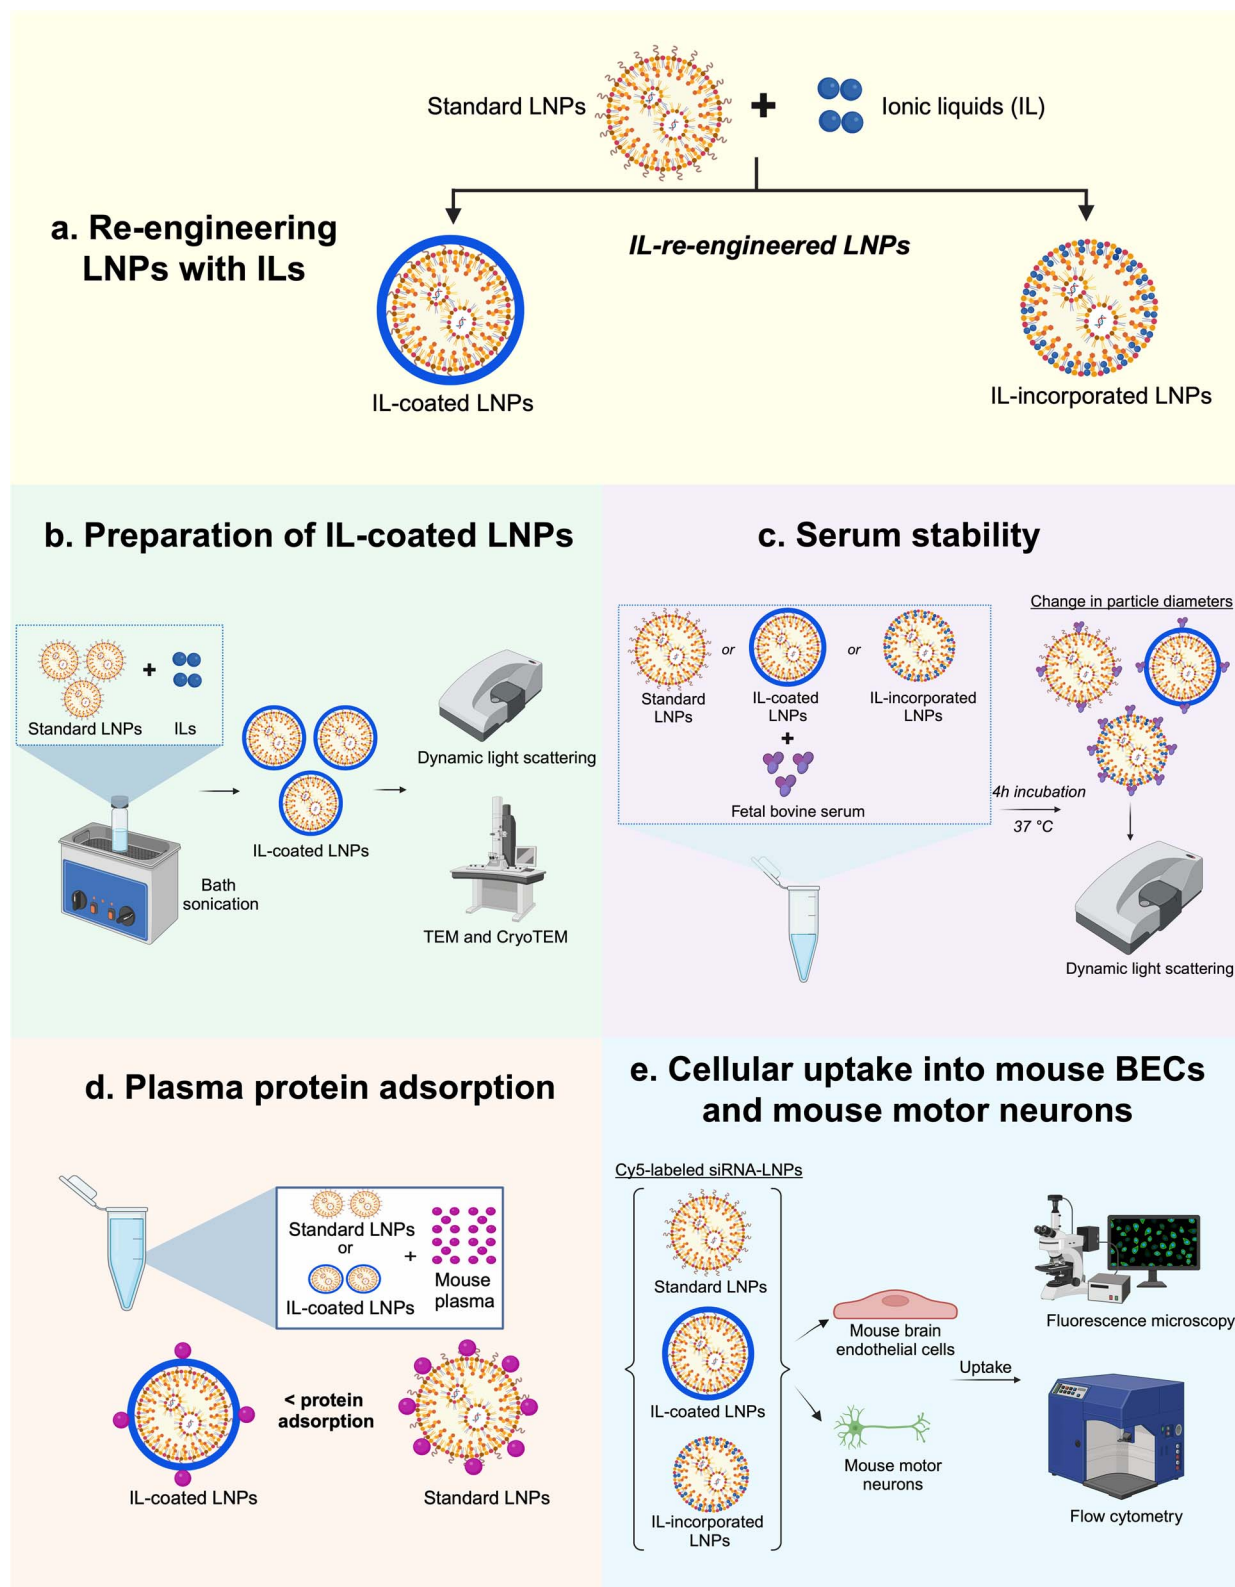 Standard LNPs
+
Ionic liquids (IL)
a. Re-engineering
LNPs with ILs
IL-re-engineered LNPs
IL-coated LNPs
IL-incorporated LNPs
b. Preparation of IL-coated LNPs
+
Standard LNPs
ILs
Dynamic light scattering
IL-coated LNPs
Bath
sonication
TEM and CryoTEM
c. Serum stability
Change in particle diameters
or
or
Standard
LNPs
IL-coated
LNPs
IL-incorporated
LNPs
+
Fetal bovine serum
4h incubation
37 °C
Dynamic light scattering
d. Plasma protein adsorption
Standard LNPs
or
+
IL-coated LNPs
Mouse
plasma
< protein
adsorption
IL-coated LNPs
Standard LNPs
e. Cellular uptake into mouse BECs
and mouse motor neurons
Cy5-labeled siRNA-LNPs
Standard LNPs
IL-coated LNPs
IL-incorporated
LNPs
Mouse brain
endothelial cells
Mouse motor
neurons
Uptake
Fluorescence microscopy
Flow cytometry